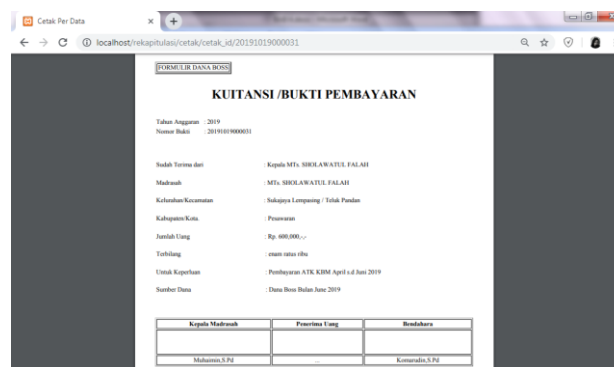 Cetak Per Data
localhost/rekapitulasi/cetak/cetak_id/20191019000031
FORMULIR DANA BOSS
KUITANSI /BUKTI PEMBAYARAN
Tahun Anggaran : 2019
Nomor Bukti : 20191019000031
Sudah Terima dari : Kepala MTs. SHOLAWATUL FALAH
Madrasah : MTs. SHOLAWATUL FALAH
Kelurahan/Kecamatan : Sukajaya Lempasing / Teluk Pandan
Kabupaten/Kota : Pesawaran
Jumlah Uang : Rp. 600,000,-,-
Terbilang : enam ratus ribu
Untuk Keperluan : Pembayaran ATK KBM April s.d Juni 2019
Sumber Dana : Dana Boss Bulan June 2019
Kepala Madrasah Penerima Uang Bendahara
Muhaimin,S.Pd ... Komarudin,S.Pd